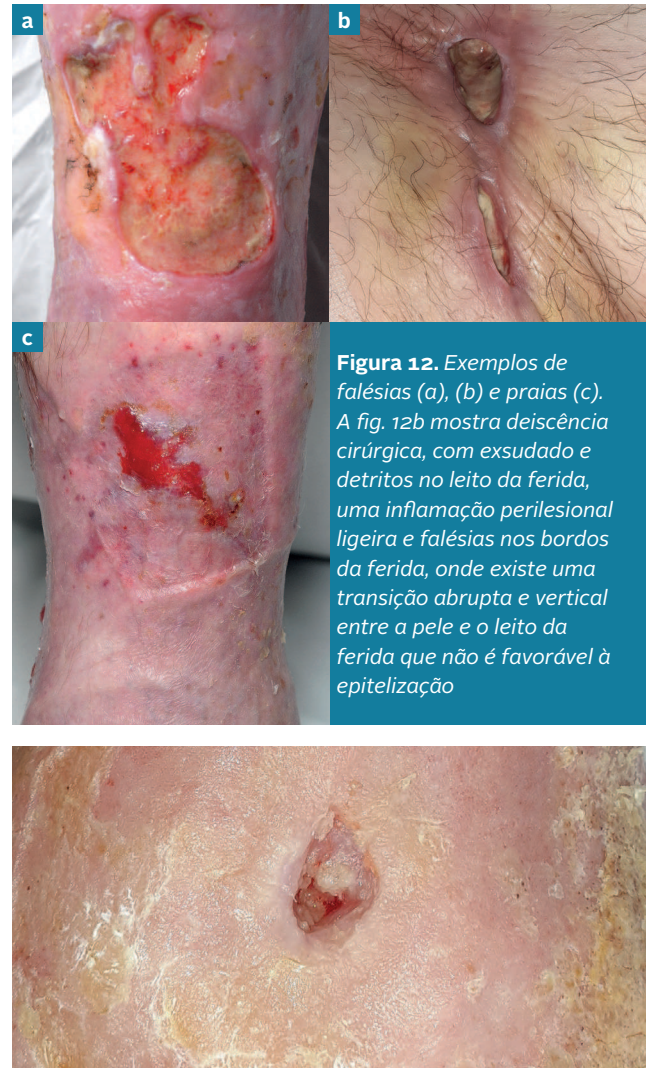 a
b
c
Figura 12. Exemplos de
falésias (a), (b) e praias (c).
A fig. 12b mostra deiscência
cirúrgica, com exsudado e
detritos no leito da ferida,
uma inflamação perilesional
ligeira e falésias nos bordos
da ferida, onde existe uma
transição abrupta e vertical
entre a pele e o leito da
ferida que não é favorável à
epitelização